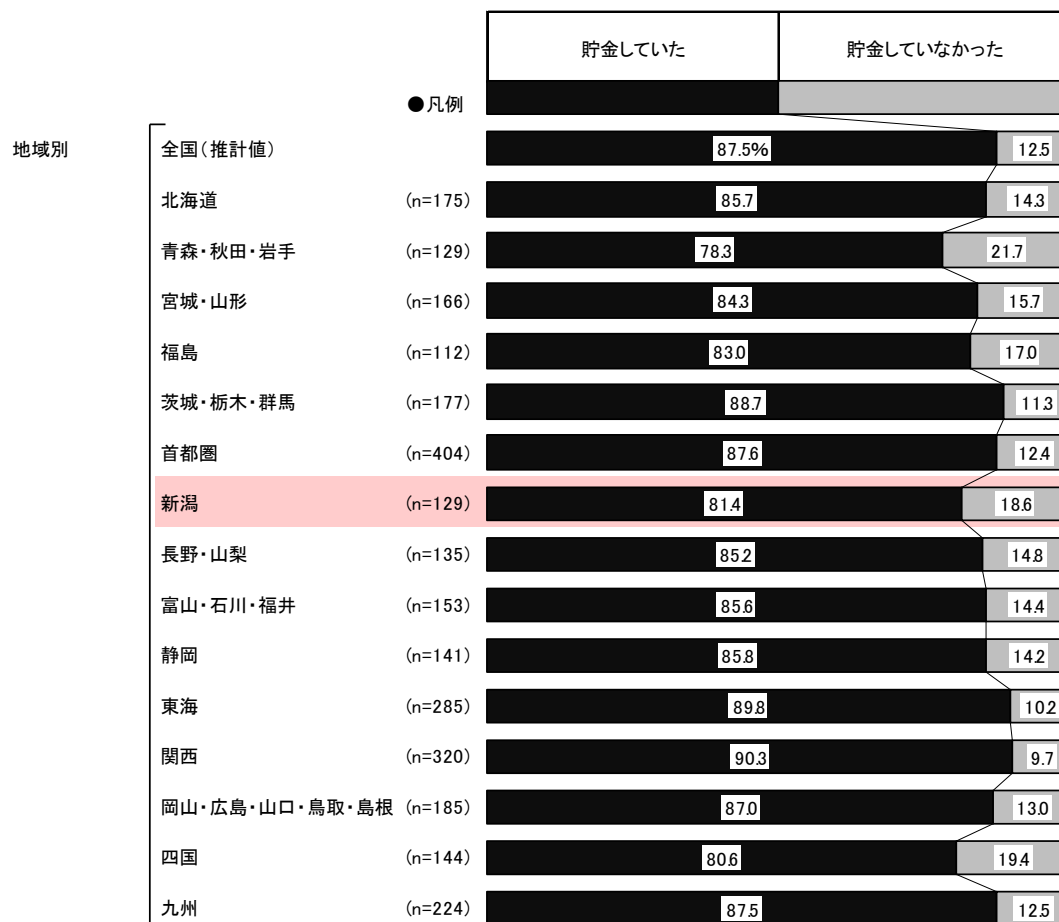 貯金していた 貯金していなかった
●凡例
地域別 全国(推計値) 87.5% 12.5
北海道 (n=175) 85.7 14.3
青森・秋田・岩手 (n=129) 78.3 21.7
宮城・山形 (n=166) 84.3 15.7
福島 (n=112) 83.0 17.0
茨城・栃木・群馬 (n=177) 88.7 11.3
首都圏 (n=404) 87.6 12.4
新潟 (n=129) 81.4 18.6
長野・山梨 (n=135) 85.2 14.8
富山・石川・福井 (n=153) 85.6 14.4
静岡 (n=141) 85.8 14.2
東海 (n=285) 89.8 10.2
関西 (n=320) 90.3 9.7
岡山・広島・山口・鳥取・島根 (n=185) 87.0 13.0
四国 (n=144) 80.6 19.4
九州 (n=224) 87.5 12.5